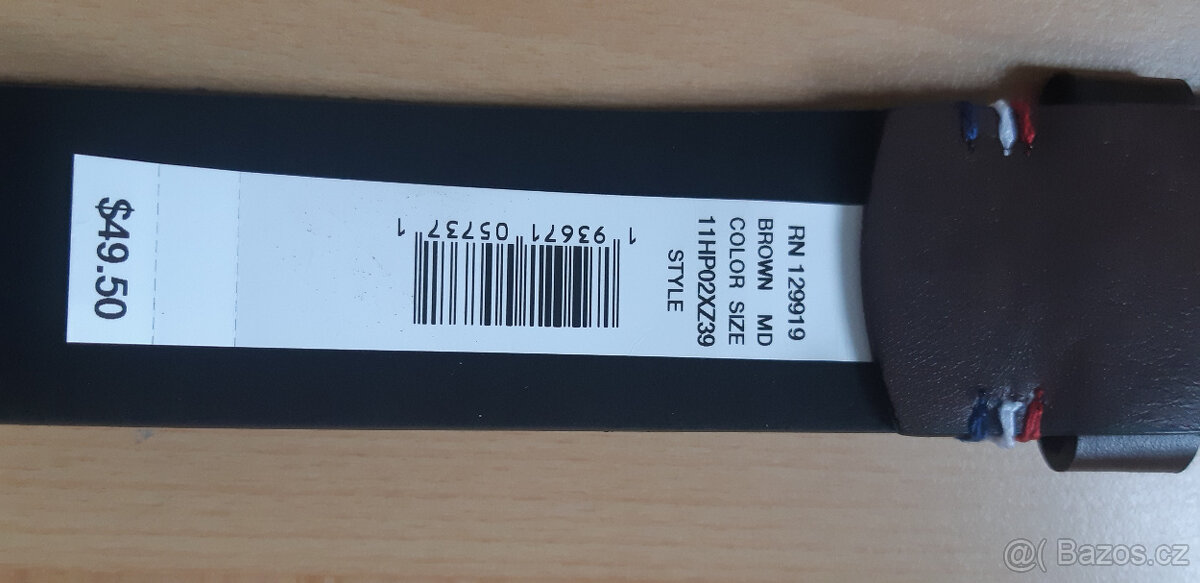 STYLE
11HP02XZ39
COLOR SIZE
BROWN MD
RN 129919
1 93671 05737 1
$49.50
@( Bazos.cz